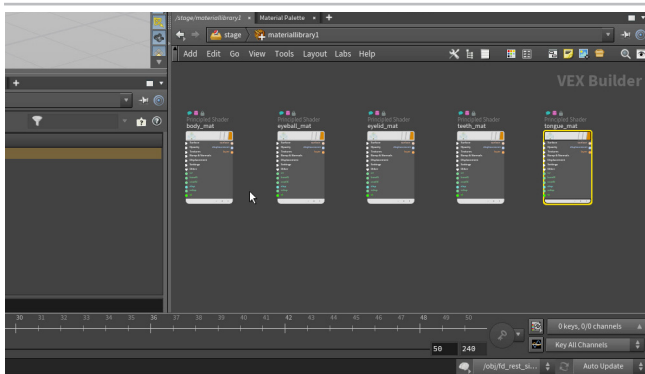 /stage/materiallibrary1 × Material Palette × +
stage materiallibrary1
Add Edit Go View Tools Layout Labs Help
VEX Builder
Principled Shader Principled Shader Principled Shader Principled Shader Principled Shader
body_mat eyeball_mat eyelid_mat teeth_mat tongue_mat
30 31 32 33 34 35 36 37 38 39 40 41 42 43 44 45 46 47 48 49 50
50 240
0 keys, 0/0 channels
Key All Channels
/obj/fd_rest_si... Auto Update